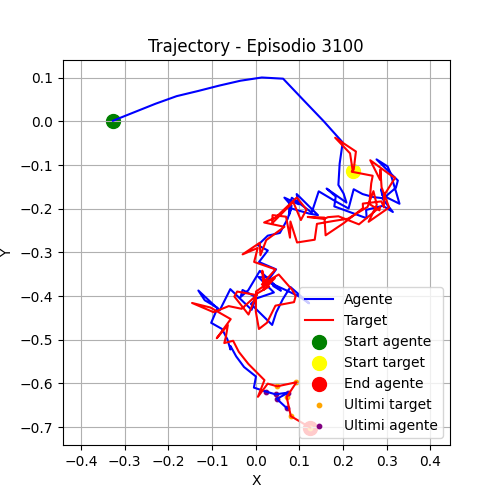 Trajectory - Episodio 3100
Y
0.1
0.0
−0.1
−0.2
−0.3
−0.4
−0.5
−0.6
−0.7
Agente
Target
Start agente
Start target
End agente
Ultimi target
Ultimi agente
−0.4
−0.3
−0.2
−0.1
0.0
0.1
0.2
0.3
0.4
X